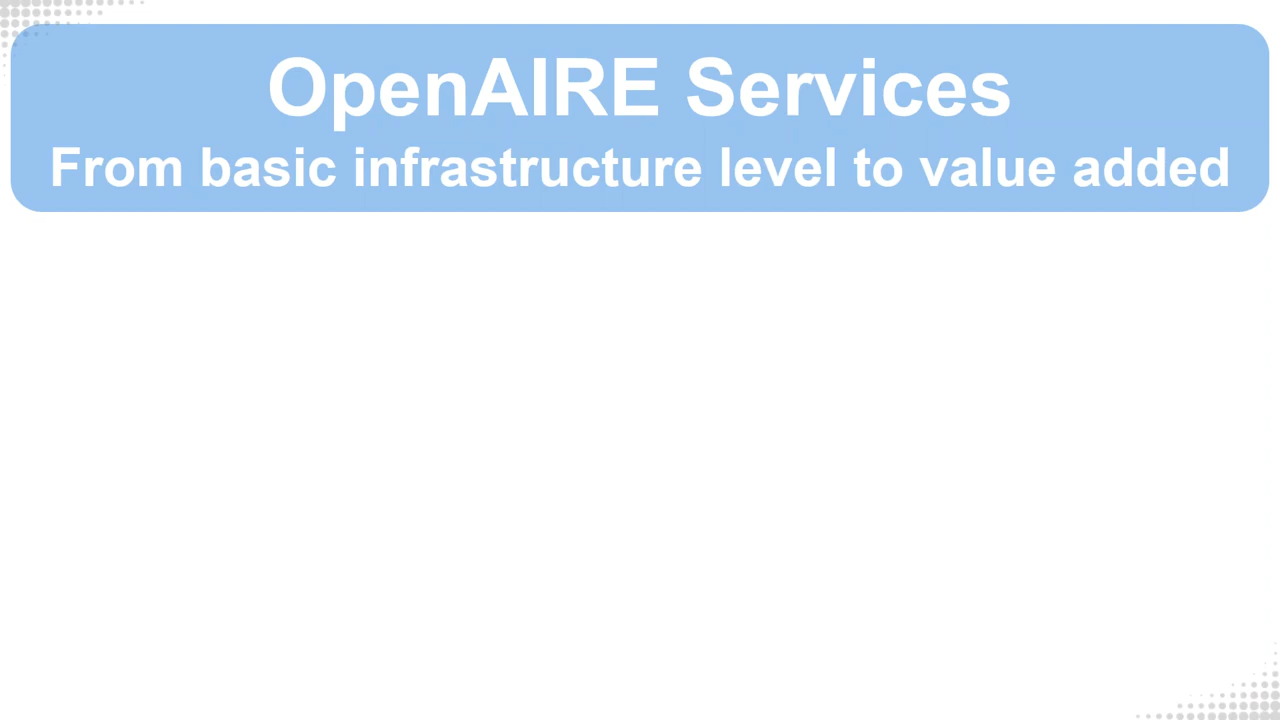 OpenAIRE Services
From basic infrastructure level to value added